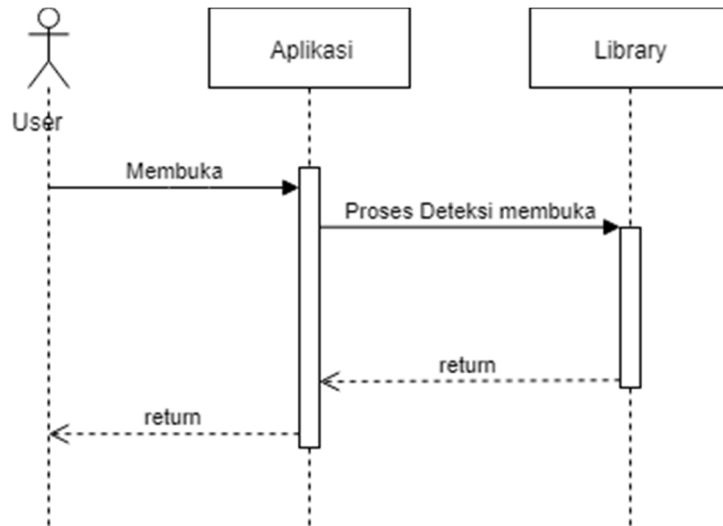 Aplikasi
Library
User
Membuka
Proses Deteksi membuka
return
return